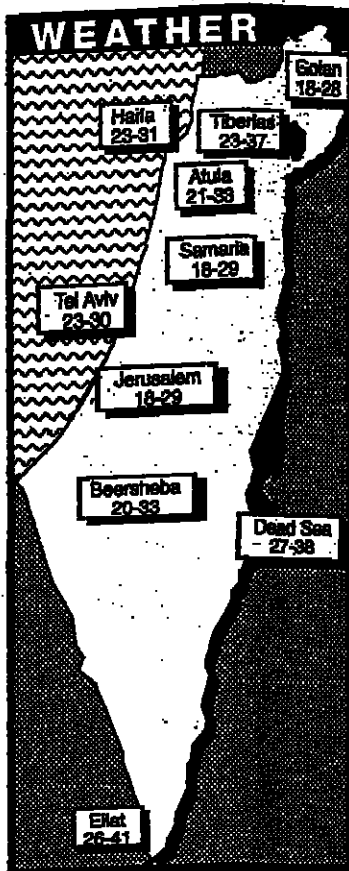 WEATHER
Golan
18-28
Haifa
23-31
Tiberias
23-37
Afula
21-33
Samaria
18-29
Tel Aviv
23-30
Jerusalem
18-29
Beersheba
20-33
Dead Sea
27-38
Eilat
26-41